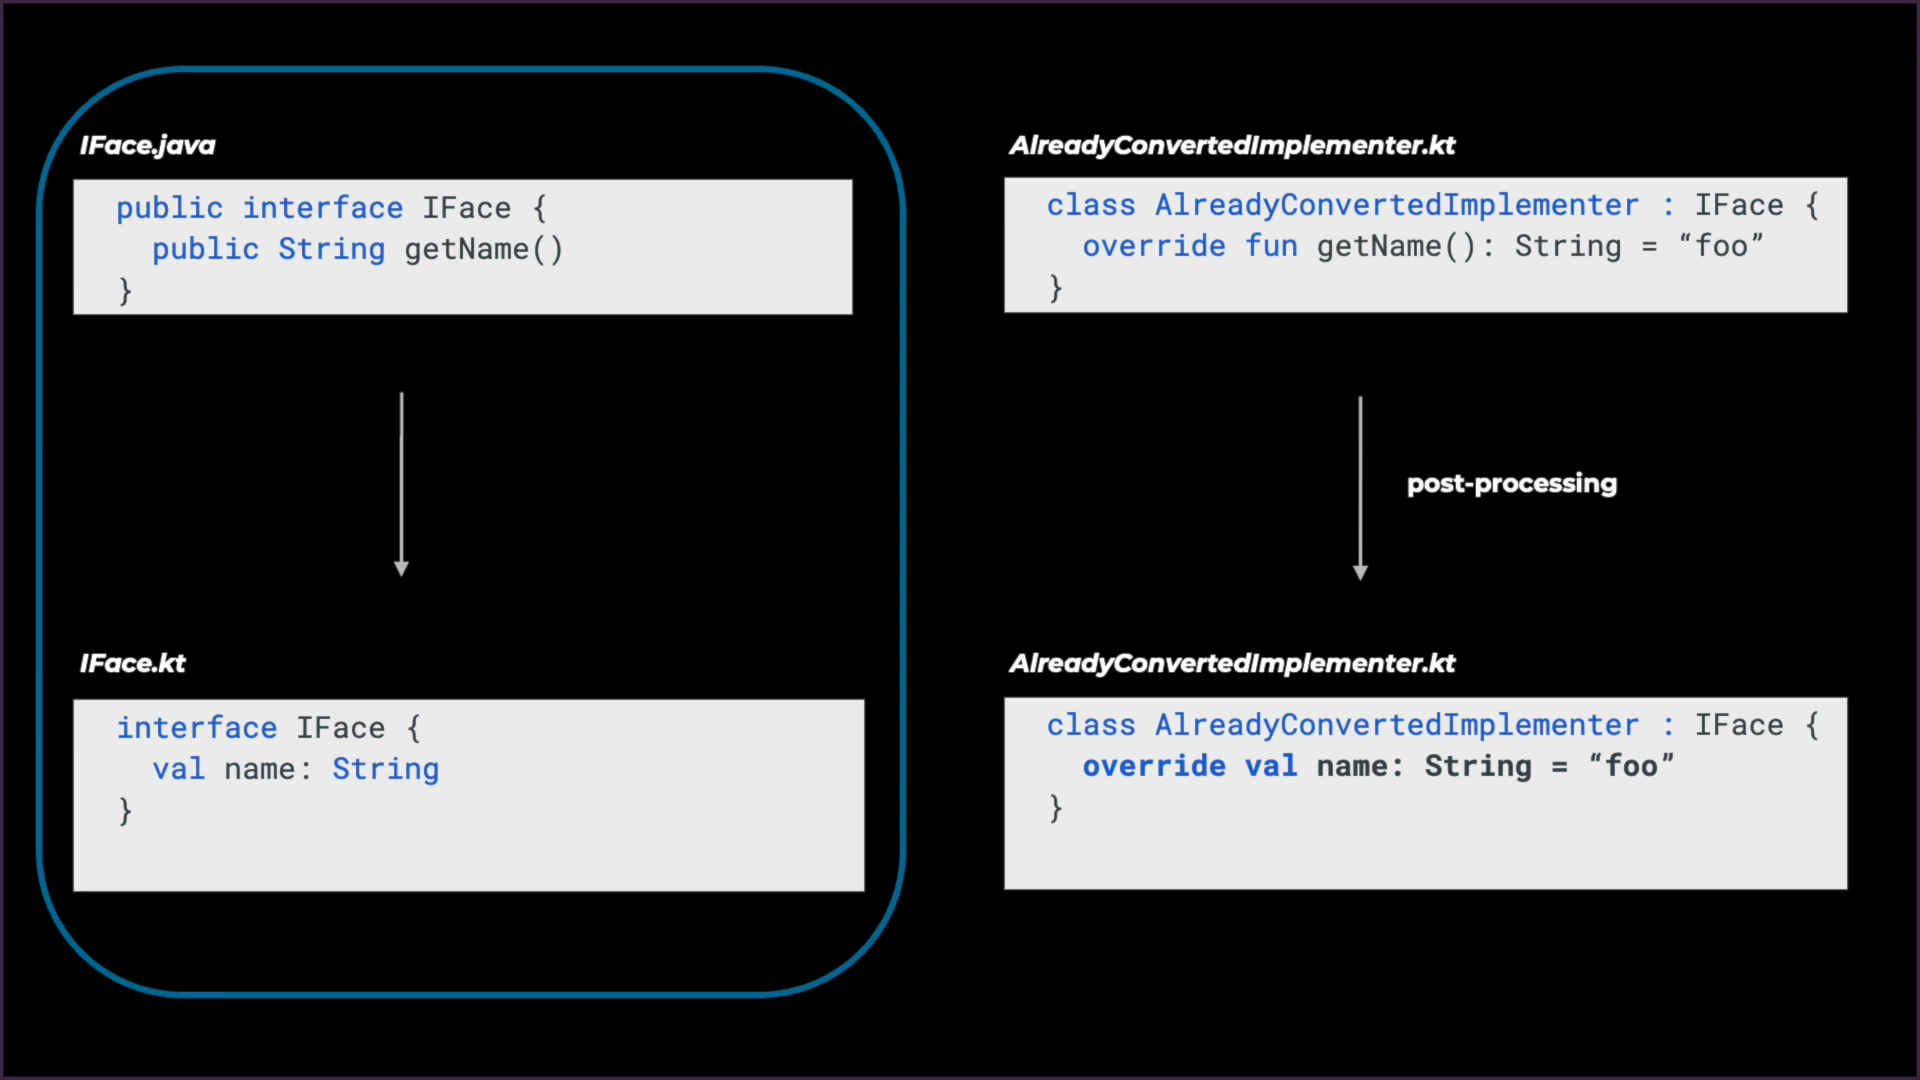 IFace.java
public interface IFace {
public String getName()
}
IFace.kt
interface IFace {
val name: String
}
AlreadyConvertedImplementer.kt
class AlreadyConvertedImplementer : IFace {
override fun getName(): String = “foo”
}
post-processing
AlreadyConvertedImplementer.kt
class AlreadyConvertedImplementer : IFace {
override val name: String = “foo”
}